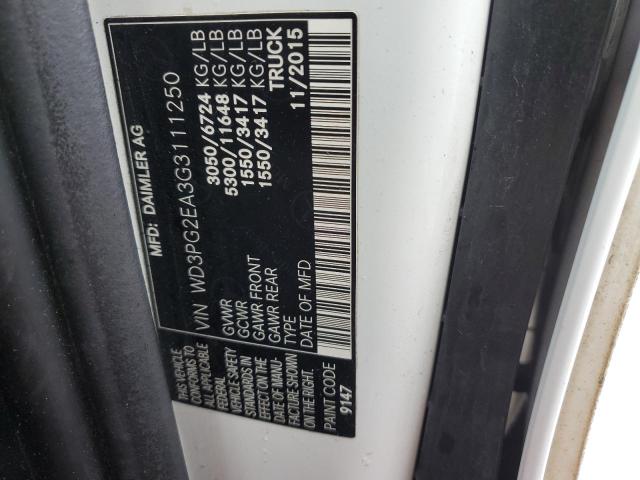 MFD: DAIMLER AG
VIN WD3PG2EA3G3111250
GVWR 3050/6724 KG/LB
GCWR 5300/11648 KG/LB
GAWR FRONT 1550/3417 KG/LB
GAWR REAR 1550/3417 KG/LB
TYPE TRUCK
DATE OF MFD 11/2015
THIS VEHICLE
CONFORMS TO
ALL APPLICABLE
FEDERAL
VEHICLE SAFETY
STANDARDS IN
EFFECT ON THE
DATE OF MANU-
FACTURE SHOWN
ON THE RIGHT.
PAINT CODE
9147